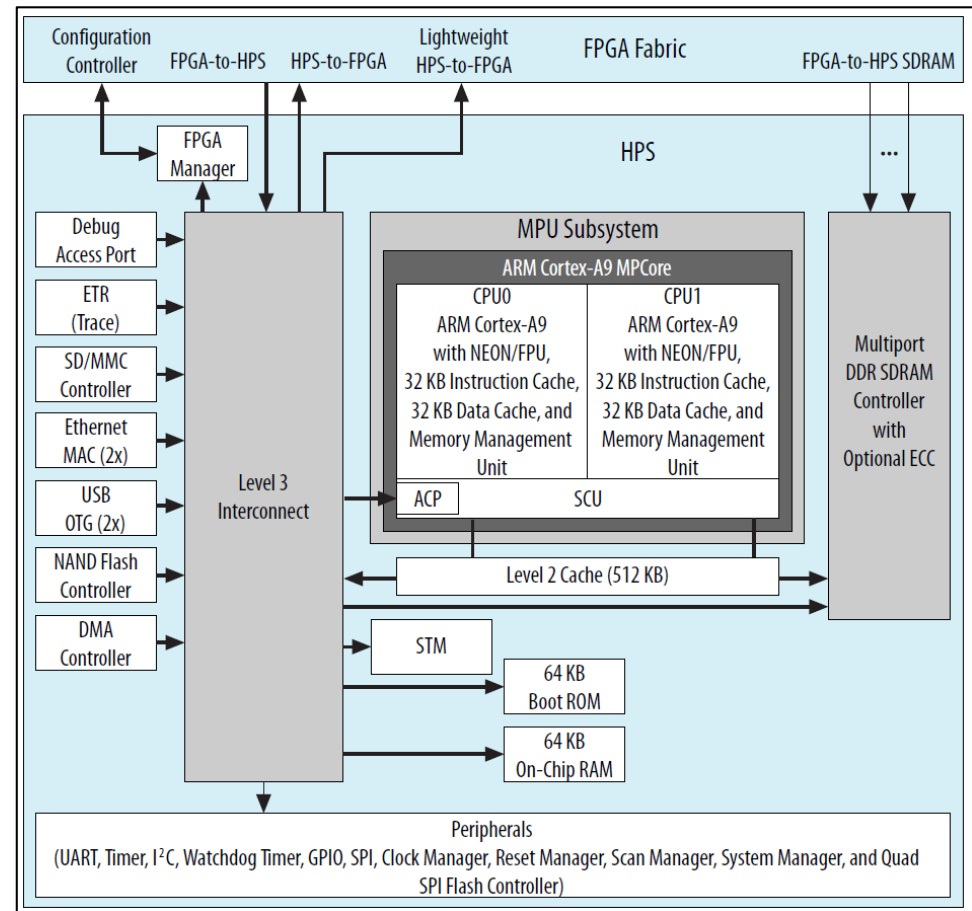 Configuration
Controller
FPGA-to-HPS
HPS-to-FPGA
Lightweight
HPS-to-FPGA
FPGA Fabric
FPGA-to-HPS SDRAM
FPGA
Manager
HPS
...
Debug
Access Port
ETR
(Trace)
SD/MMC
Controller
Ethernet
MAC (2x)
USB
OTG (2x)
NAND Flash
Controller
DMA
Controller
Level 3
Interconnect
MPU Subsystem
ARM Cortex-A9 MPCore
CPU0
ARM Cortex-A9
with NEON/FPU,
32 KB Instruction Cache,
32 KB Data Cache, and
Memory Management
Unit
CPU1
ARM Cortex-A9
with NEON/FPU,
32 KB Instruction Cache,
32 KB Data Cache, and
Memory Management
Unit
ACP
SCU
Level 2 Cache (512 KB)
Multiport
DDR SDRAM
Controller
with
Optional ECC
STM
64 KB
Boot ROM
64 KB
On-Chip RAM
Peripherals
(UART, Timer, I²C, Watchdog Timer, GPIO, SPI, Clock Manager, Reset Manager, Scan Manager, System Manager, and Quad
SPI Flash Controller)